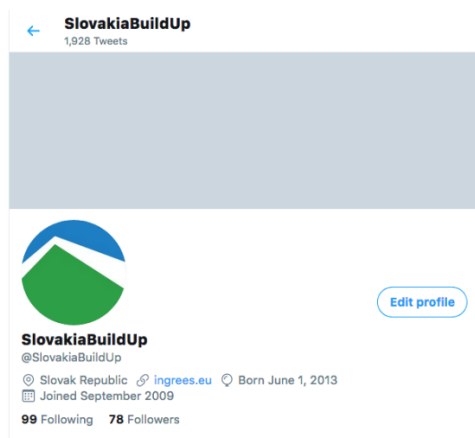 SlovakiaBuildUp
1,928 Tweets
Edit profile
SlovakiaBuildUp
@SlovakiaBuildUp
Slovak Republic ingrees.eu Born June 1, 2013
Joined September 2009
99 Following 78 Followers